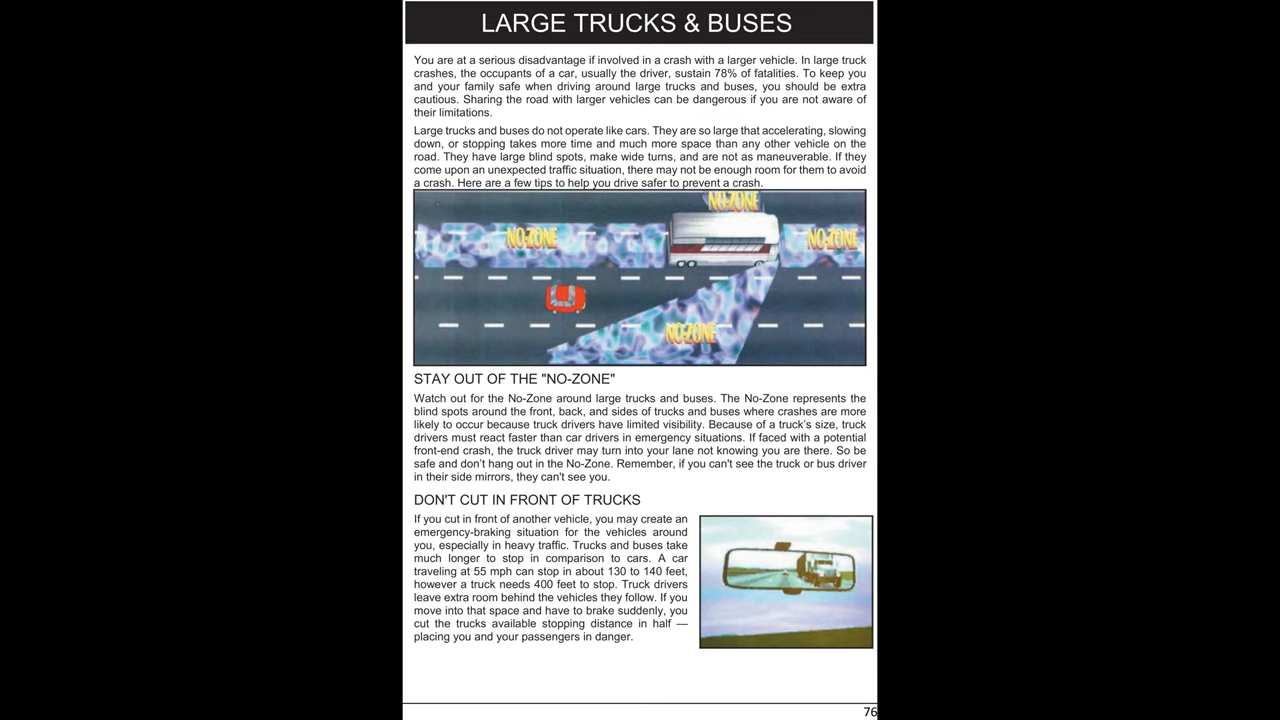 LARGE TRUCKS & BUSES
You are at a serious disadvantage if involved in a crash with a larger vehicle. In large truck
crashes, the occupants of a car, usually the driver, sustain 78% of fatalities. To keep you
and your family safe when driving around large trucks and buses, you should be extra
cautious. Sharing the road with larger vehicles can be dangerous if you are not aware of
their limitations.
Large trucks and buses do not operate like cars. They are so large that accelerating, slowing
down, or stopping takes more time and much more space than any other vehicle on the
road. They have large blind spots, make wide turns, and are not as maneuverable. If they
come upon an unexpected traffic situation, there may not be enough room for them to avoid
a crash. Here are a few tips to help you drive safer to prevent a crash.
NO-ZONE
NO-ZONE
NO-ZONE
NO-ZONE
STAY OUT OF THE "NO-ZONE"
Watch out for the No-Zone around large trucks and buses. The No-Zone represents the
blind spots around the front, back, and sides of trucks and buses where crashes are more
likely to occur because truck drivers have limited visibility. Because of a truck's size, truck
drivers must react faster than car drivers in emergency situations. If faced with a potential
front-end crash, the truck driver may turn into your lane not knowing you are there. So be
safe and don't hang out in the No-Zone. Remember, if you can't see the truck or bus driver
in their side mirrors, they can't see you.
DON'T CUT IN FRONT OF TRUCKS
If you cut in front of another vehicle, you may create an
emergency-braking situation for the vehicles around
you, especially in heavy traffic. Trucks and buses take
much longer to stop in comparison to cars. A car
traveling at 55 mph can stop in about 130 to 140 feet,
however a truck needs 400 feet to stop. Truck drivers
leave extra room behind the vehicles they follow. If you
move into that space and have to brake suddenly, you
cut the trucks available stopping distance in half —
placing you and your passengers in danger.
76